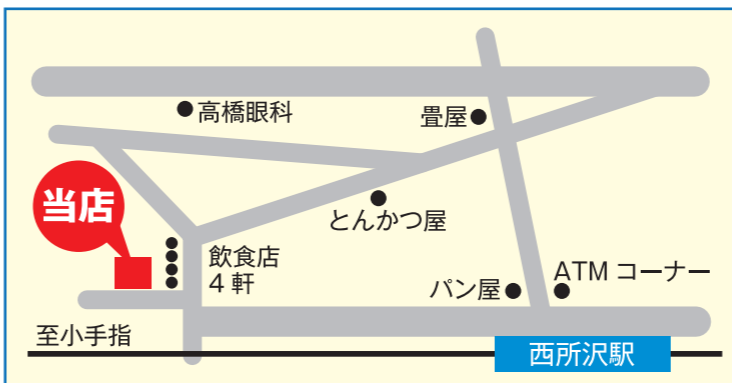 高橋眼科
畳屋
当店
とんかつ屋
飲食店
4軒
パン屋
ATM コーナー
至小手指
西所沢駅